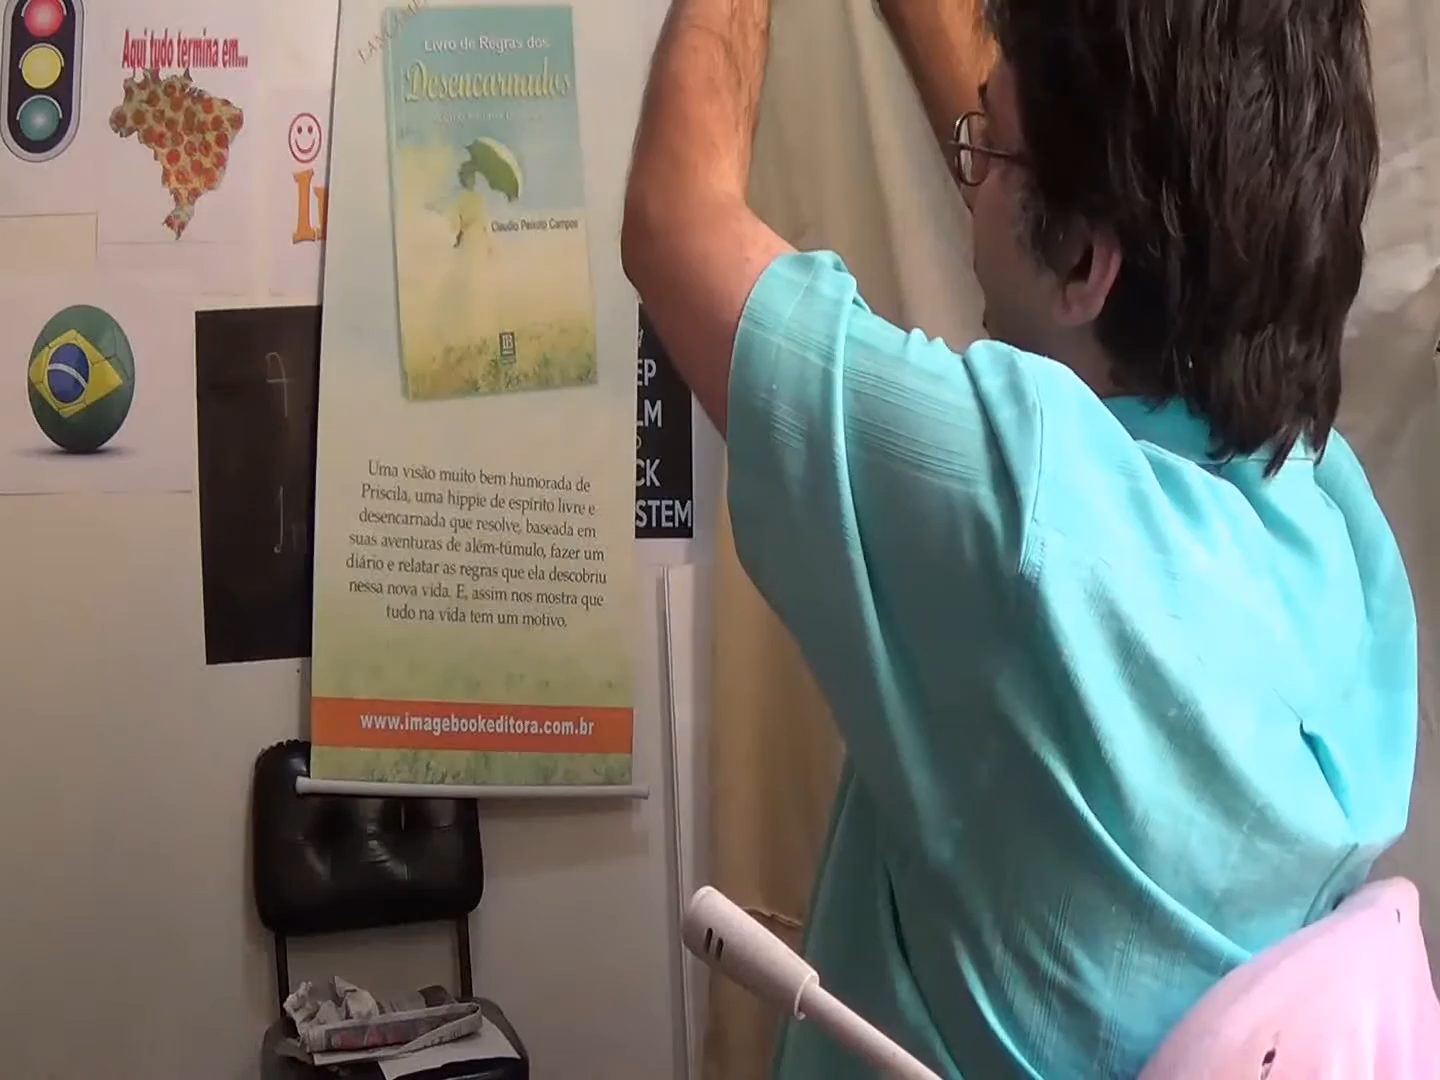 Aqui tudo termina em...
Livro de Regras dos
Desencarnados
Claudio Peixoto Campos
Uma visão muito bem humorada de
Priscila, uma hippie de espírito livre e
desencarnada que resolve, baseada em
suas aventuras de além-túmulo, fazer um
diário e relatar as regras que ela descobriu
nessa nova vida. E, assim nos mostra que
tudo na vida tem um motivo.
www.imagebookeditora.com.br
EP
LM
CK
STEM